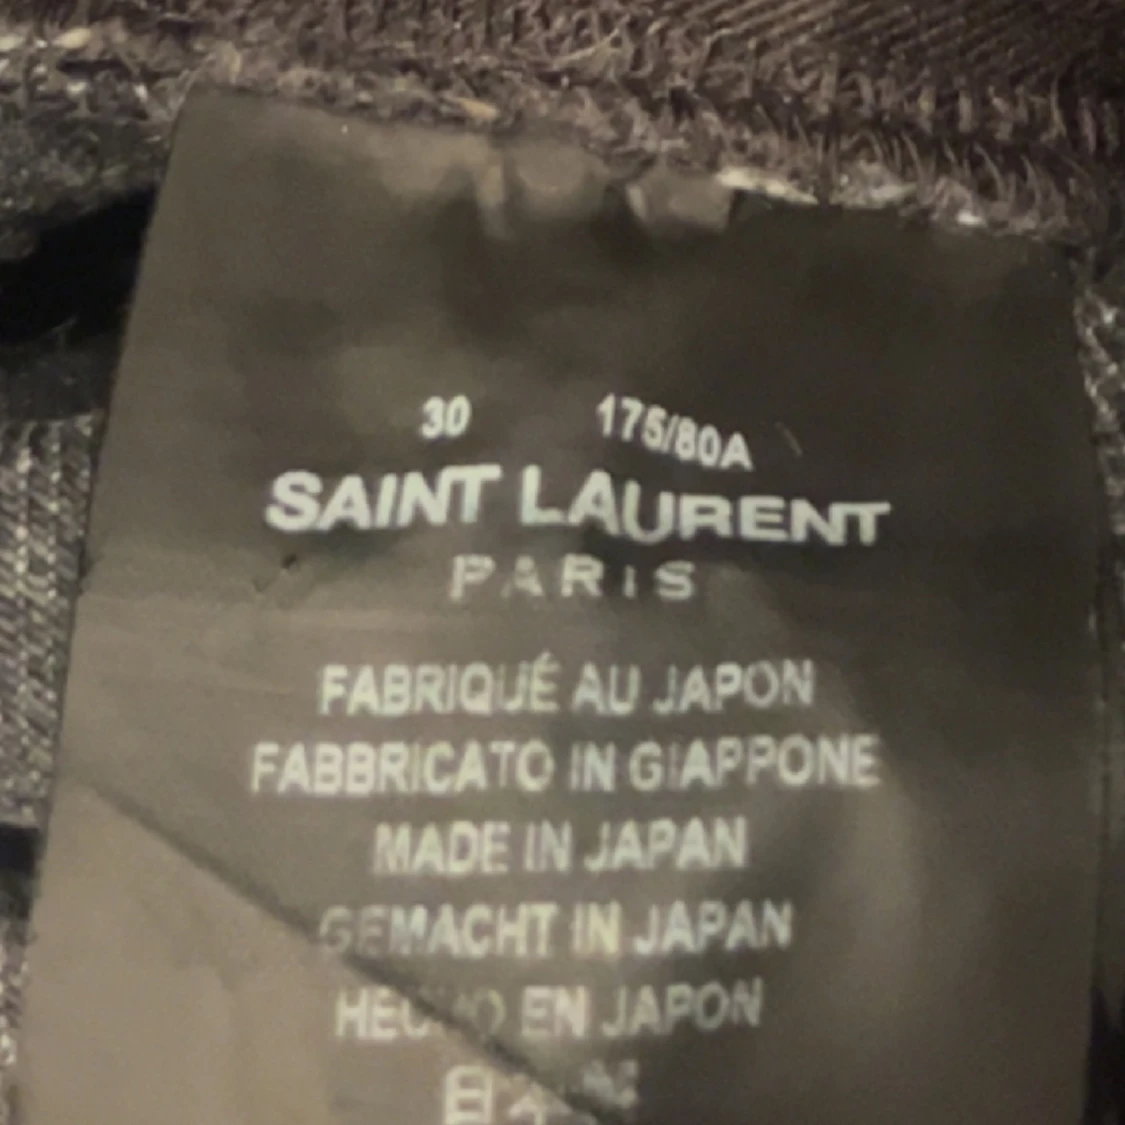 30 175/80A
SAINT LAURENT
PARIS
FABRIQUÉ AU JAPON
FABBRICATO IN GIAPPONE
MADE IN JAPAN
GEMACHT IN JAPAN
HECHO EN JAPON